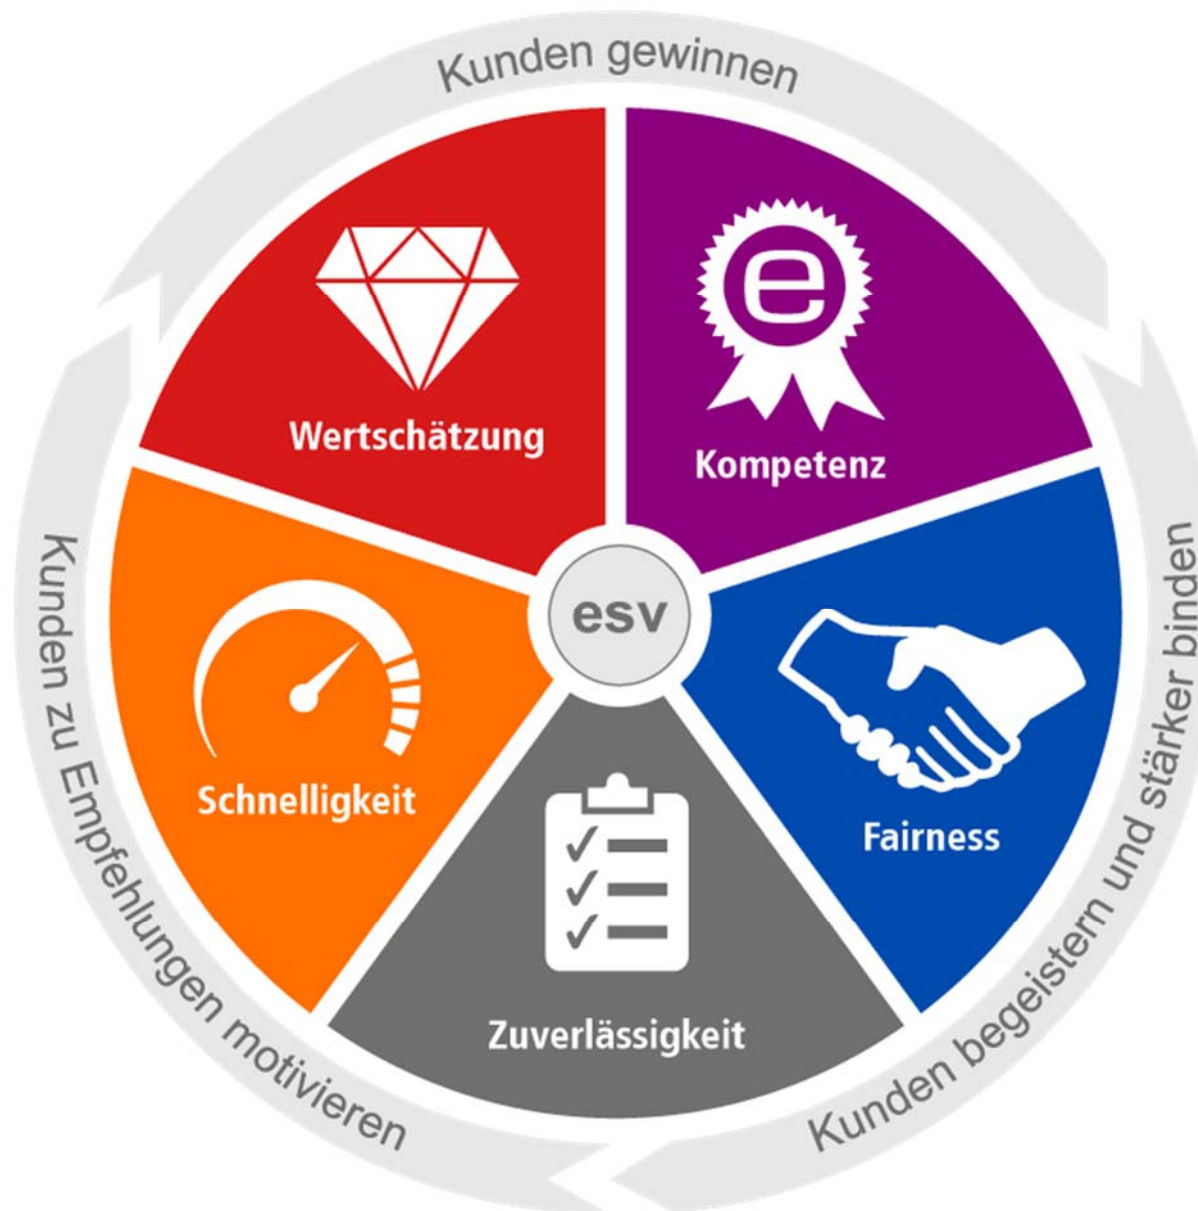 Kunden gewinnen
Wertschätzung
e
Kompetenz
esv
Schnelligkeit
Fairness
Zuverlässigkeit
Kunden begeistern und stärker binden
Kunden zu Empfehlungen motivieren